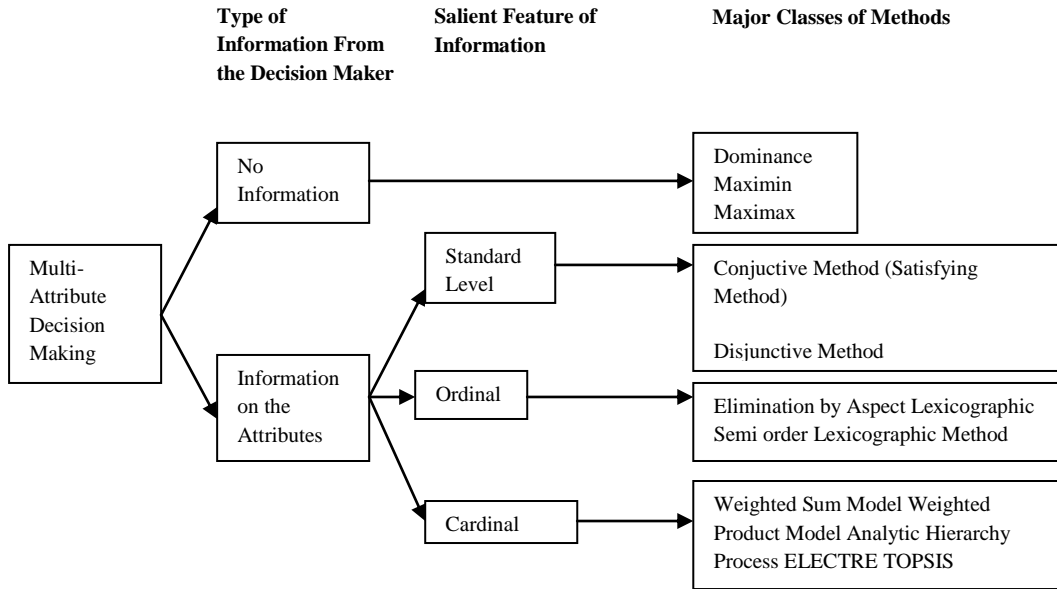 Type of
Information From
the Decision Maker
Salient Feature of
Information
Major Classes of Methods
No
Information
Dominance
Maximin
Maximax
Multi-
Attribute
Decision
Making
Standard
Level
Conjuctive Method (Satisfying
Method)
Disjunctive Method
Information
on the
Attributes
Ordinal
Elimination by Aspect Lexicographic
Semi order Lexicographic Method
Cardinal
Weighted Sum Model Weighted
Product Model Analytic Hierarchy
Process ELECTRE TOPSIS